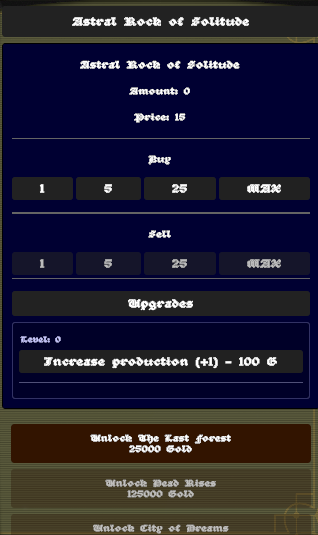 Astral Rock of Solitude
Astral Rock of Solitude
Amount: 0
Price: 15
Buy
1 5 25 MAX
Sell
1 5 25 MAX
Upgrades
Level: 0
Increase production (+1) - 100 G
Unlock The Last Forest
25000 Gold
Unlock Dead Rises
125000 Gold
Unlock City of Dreams